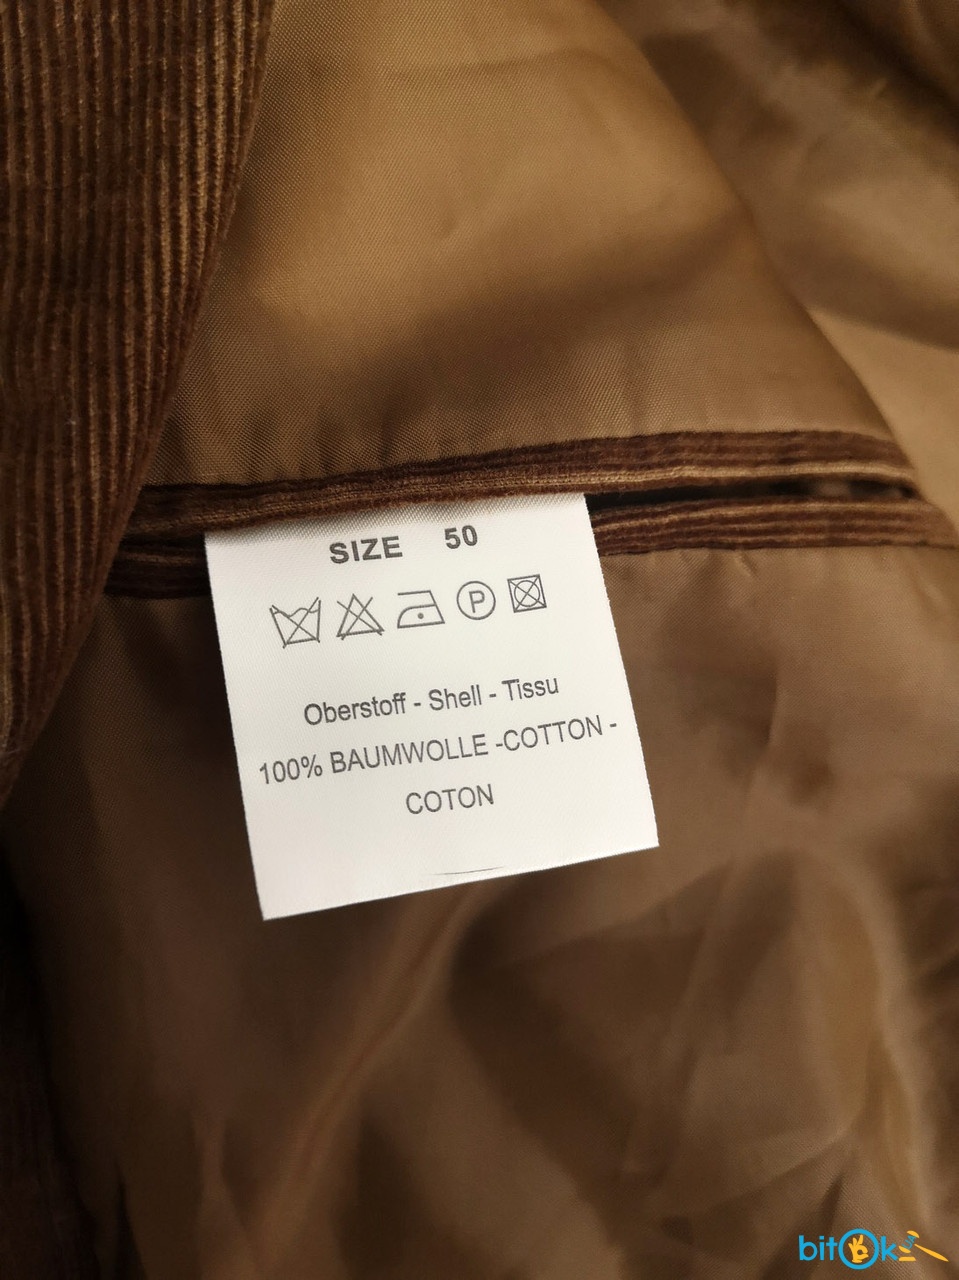 SIZE 50
P
Oberstoff - Shell - Tissu
100% BAUMWOLLE -COTTON -
COTON
bitOk